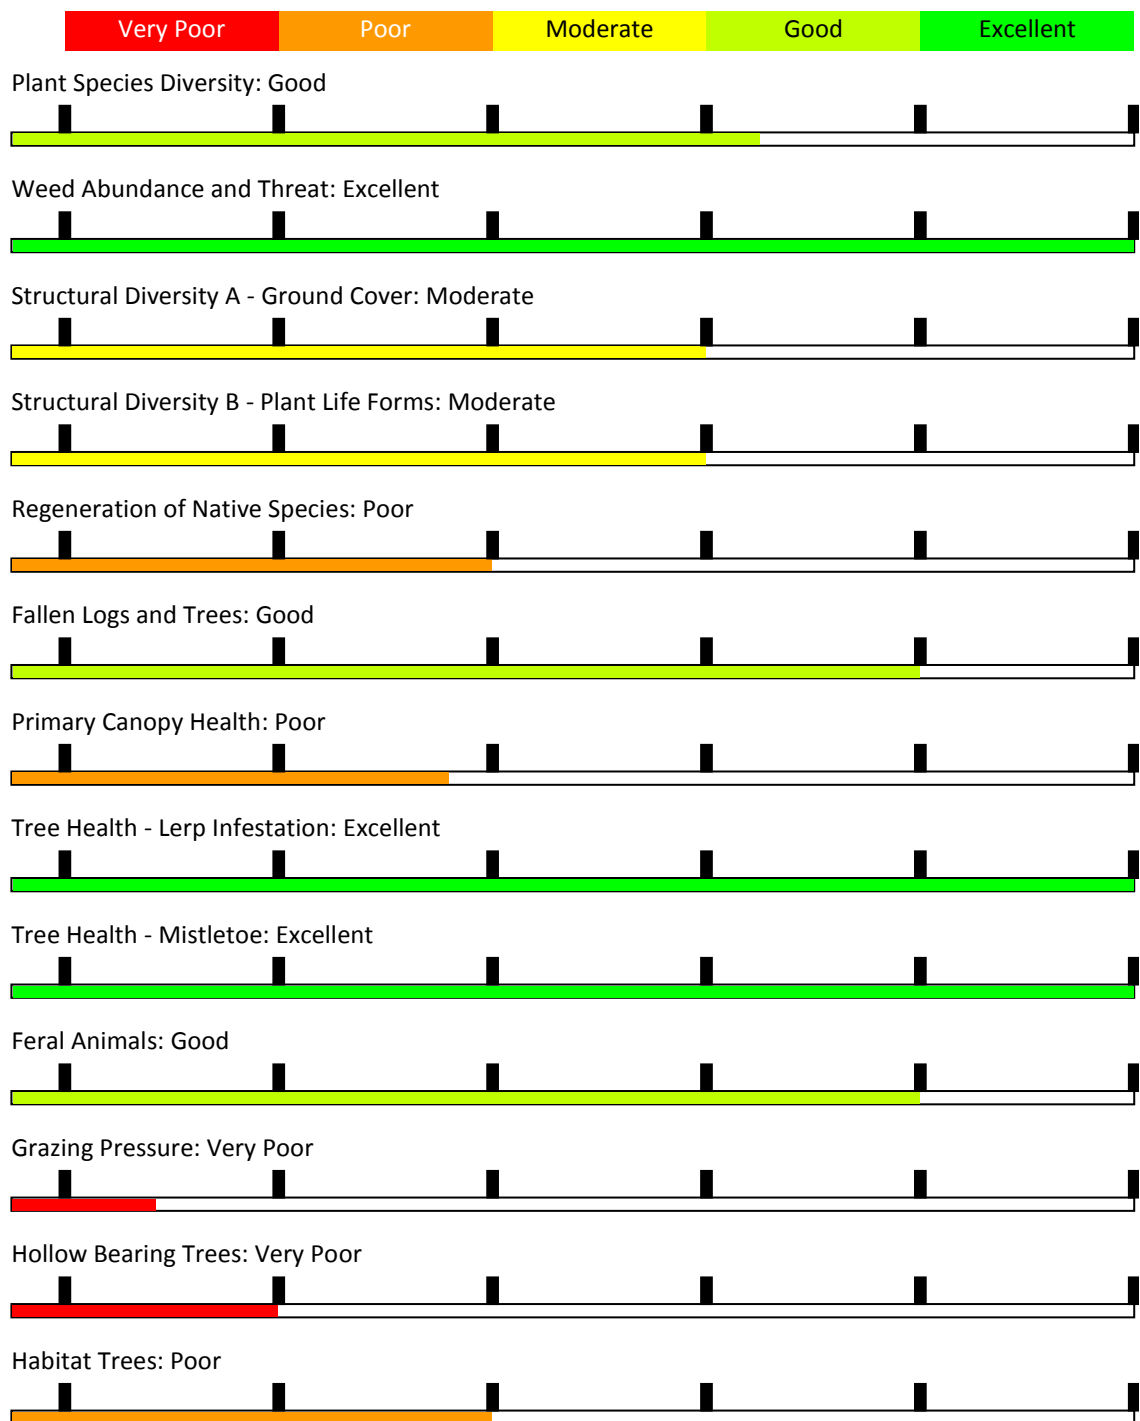 Very Poor Poor Moderate Good Excellent
Plant Species Diversity: Good
Weed Abundance and Threat: Excellent
Structural Diversity A - Ground Cover: Moderate
Structural Diversity B - Plant Life Forms: Moderate
Regeneration of Native Species: Poor
Fallen Logs and Trees: Good
Primary Canopy Health: Poor
Tree Health - Lerp Infestation: Excellent
Tree Health - Mistletoe: Excellent
Feral Animals: Good
Grazing Pressure: Very Poor
Hollow Bearing Trees: Very Poor
Habitat Trees: Poor